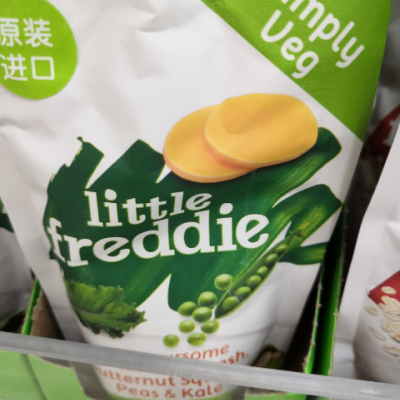 原装
进口
Simply
Veg
little
freddie
Peas & Kale